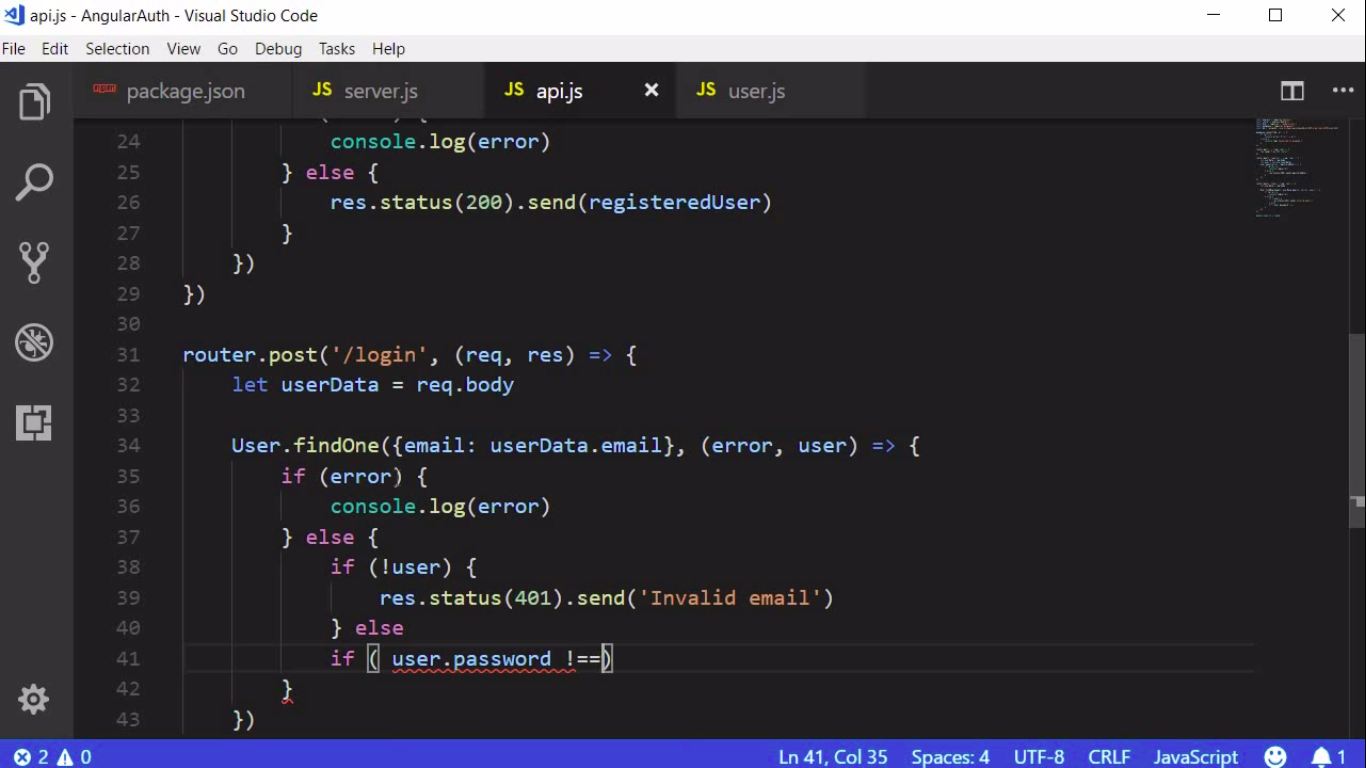 api.js - AngularAuth - Visual Studio Code
File Edit Selection View Go Debug Tasks Help
npm package.json JS server.js JS api.js JS user.js
24 console.log(error)
25 } else {
26 res.status(200).send(registeredUser)
27 }
28 })
29 })
30
31 router.post('/login', (req, res) => {
32 let userData = req.body
33
34 User.findOne({email: userData.email}, (error, user) => {
35 if (error) {
36 console.log(error)
37 } else {
38 if (!user) {
39 res.status(401).send('Invalid email')
40 } else
41 if ( user.password !==)
42 }
43 })
2 0 Ln 41, Col 35 Spaces: 4 UTF-8 CRLF JavaScript 1